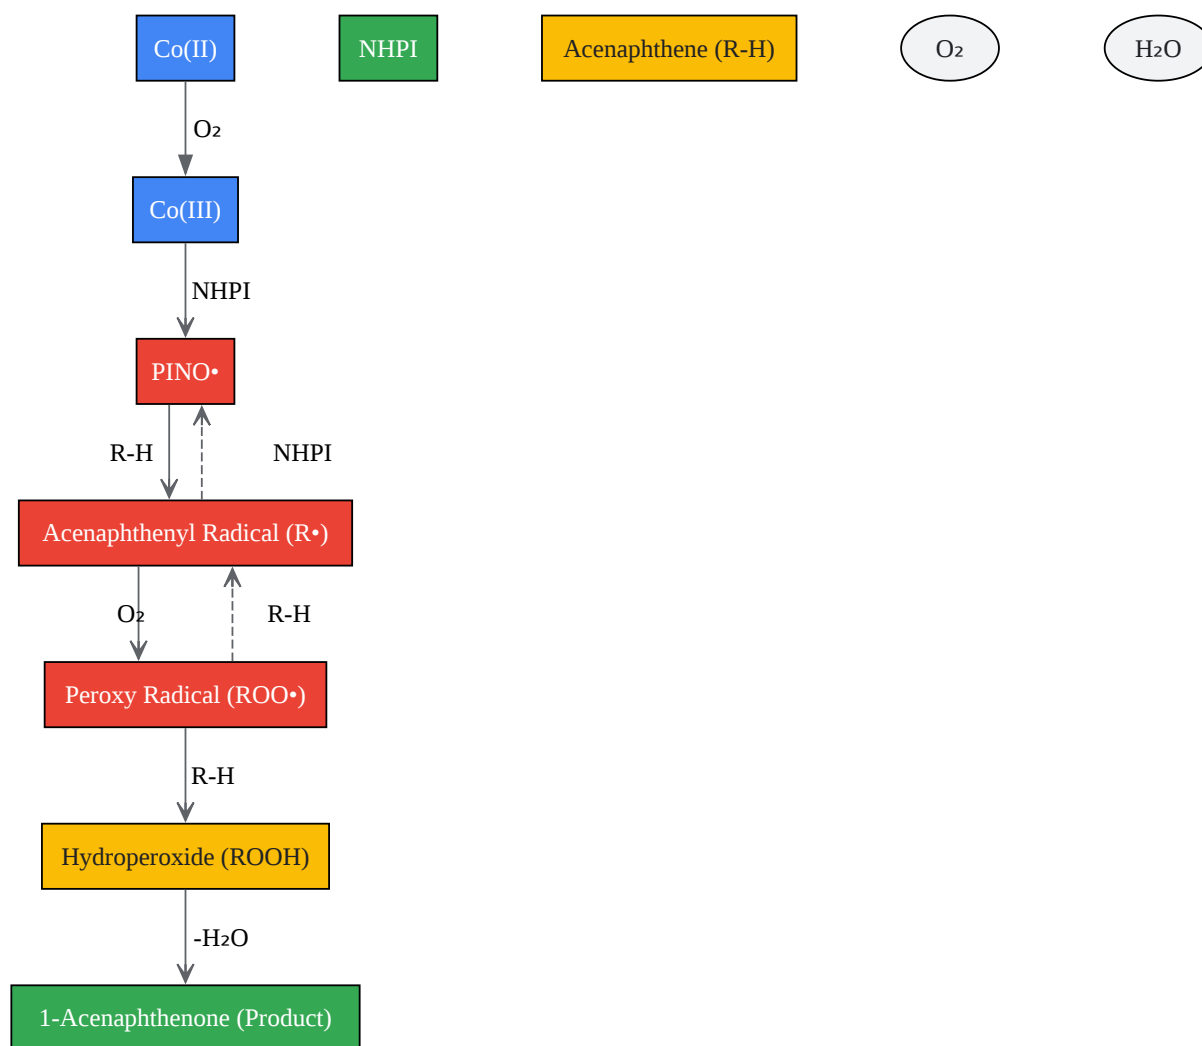 Co(II)
NHPI
Acenaphthene (R-H)
O₂
H₂O
O₂
Co(III)
NHPI
PINO•
R-H
NHPI
Acenaphthenyl Radical (R•)
O₂
R-H
Peroxy Radical (ROO•)
R-H
Hydroperoxide (ROOH)
-H₂O
1-Acenaphthenone (Product)